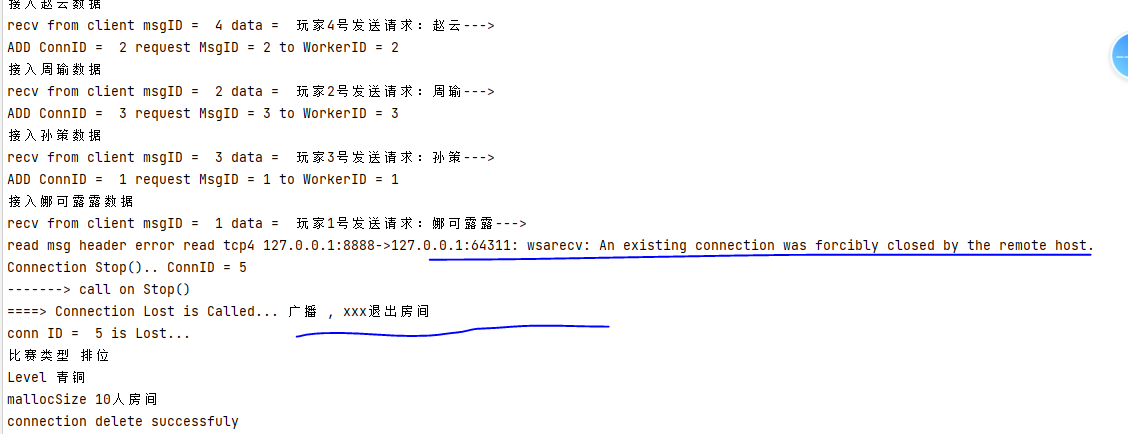 接入赵云数据
recv from client msgID =  4 data =  玩家4号发送请求: 赵云--->
ADD ConnID =  2 request MsgID = 2 to WorkerID = 2
接入周瑜数据
recv from client msgID =  2 data =  玩家2号发送请求: 周瑜--->
ADD ConnID =  3 request MsgID = 3 to WorkerID = 3
接入孙策数据
recv from client msgID =  3 data =  玩家3号发送请求: 孙策--->
ADD ConnID =  1 request MsgID = 1 to WorkerID = 1
接入娜可露露数据
recv from client msgID =  1 data =  玩家1号发送请求: 娜可露露--->
read msg header error read tcp4 127.0.0.1:8888->127.0.0.1:64311: wsarecv: An existing connection was forcibly closed by the remote host.
Connection Stop().. ConnID = 5
-------> call on Stop()
====> Connection Lost is Called... 广播 , xxx退出房间
conn ID =  5 is Lost...
比赛类型 排位
Level 青铜
mallocSize 10人房间
connection delete successfuly